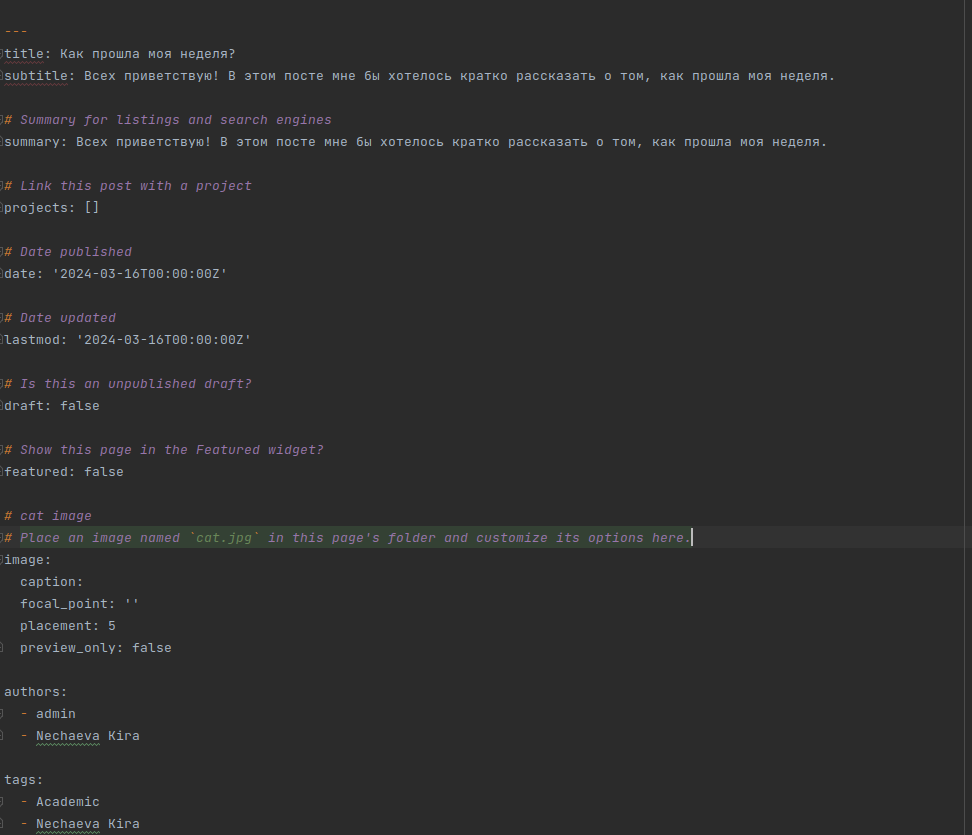 ---
title: Как прошла моя неделя?
subtitle: Всех приветствую! В этом посте мне бы хотелось кратко рассказать о том, как прошла моя неделя.
# Summary for listings and search engines
summary: Всех приветствую! В этом посте мне бы хотелось кратко рассказать о том, как прошла моя неделя.
# Link this post with a project
projects: []
# Date published
date: '2024-03-16T00:00:00Z'
# Date updated
lastmod: '2024-03-16T00:00:00Z'
# Is this an unpublished draft?
draft: false
# Show this page in the Featured widget?
featured: false
# cat image
# Place an image named `cat.jpg` in this page's folder and customize its options here.
image:
  caption:
  focal_point: ''
  placement: 5
  preview_only: false
authors:
  - admin
  - Nechaeva Kira
tags:
  - Academic
  - Nechaeva Kira